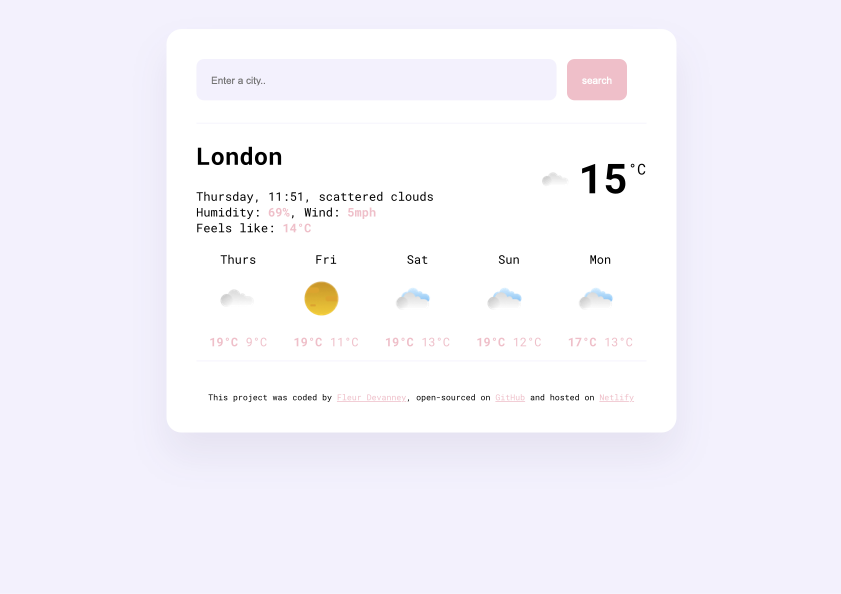 Enter a city..
search
London
15°C
Thursday, 11:51, scattered clouds
Humidity: 69%, Wind: 5mph
Feels like: 14°C
Thurs Fri Sat Sun Mon
19°C 9°C 19°C 11°C 19°C 13°C 19°C 12°C 17°C 13°C
This project was coded by Fleur Devanney, open-sourced on GitHub and hosted on Netlify